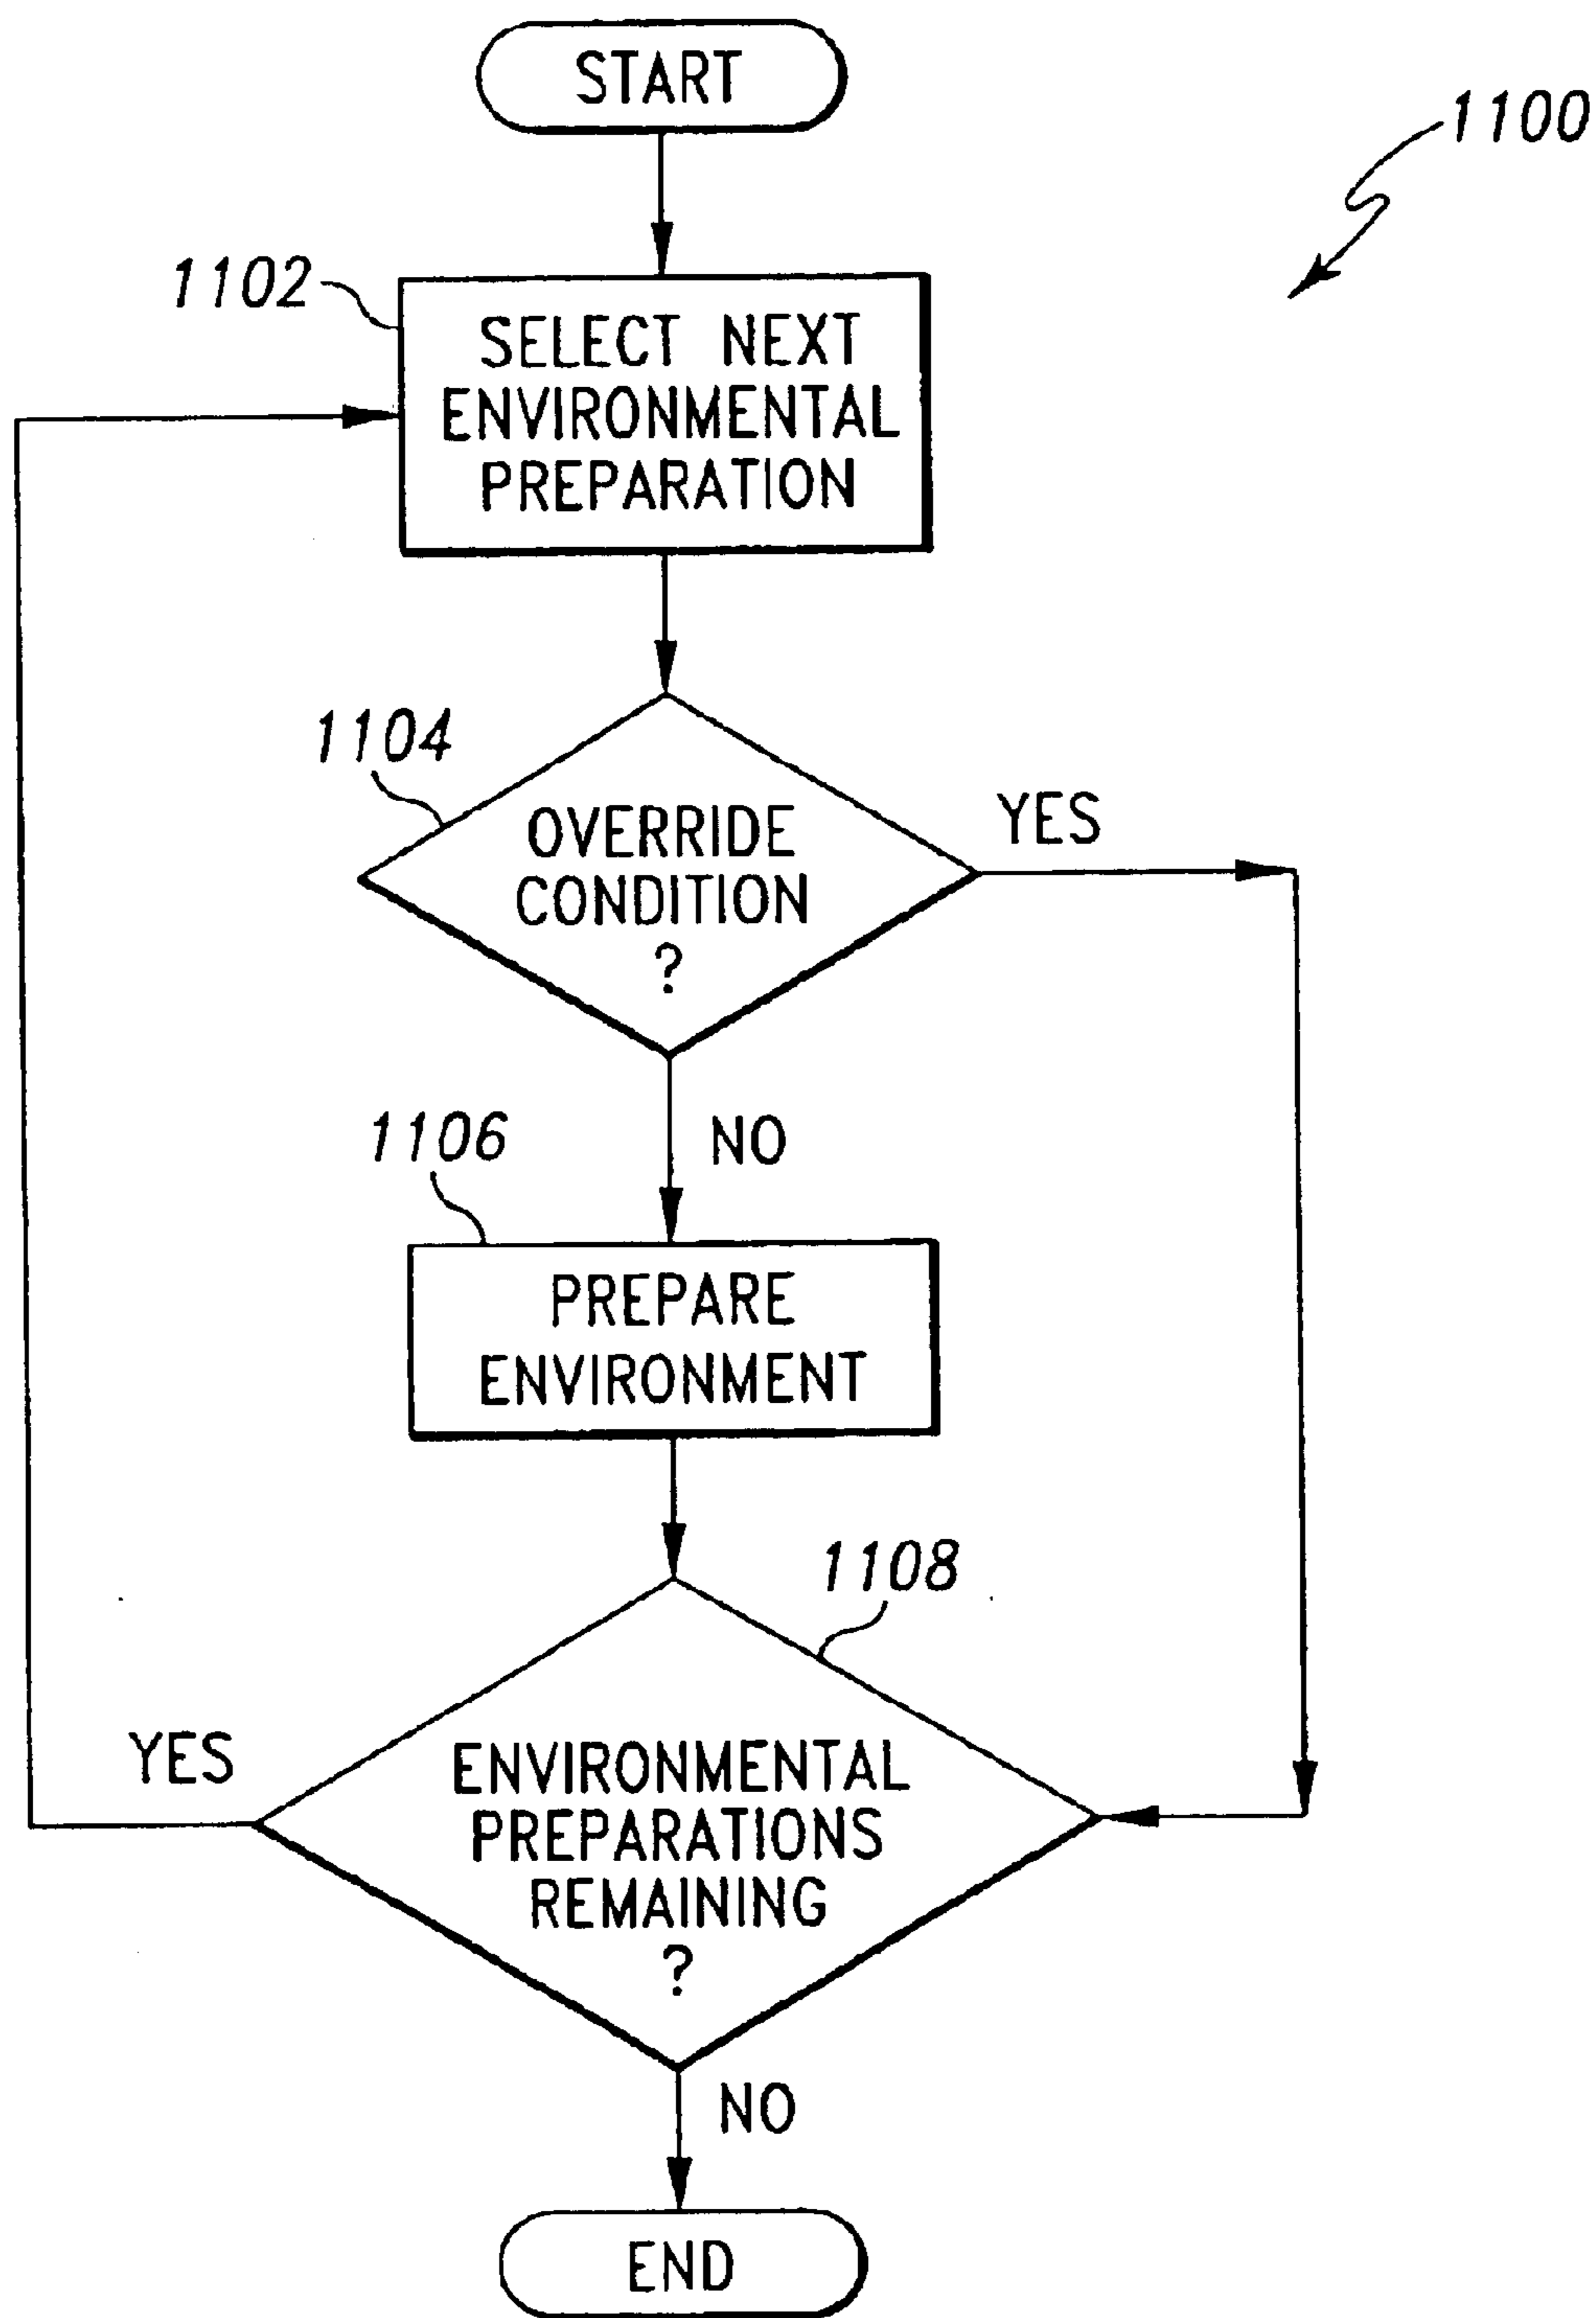 START
1100
1102
SELECT NEXT
ENVIRONMENTAL
PREPARATION
1104
OVERRIDE
CONDITION
?
YES
NO
1106
PREPARE
ENVIRONMENT
1108
YES
ENVIRONMENTAL
PREPARATIONS
REMAINING
?
NO
END